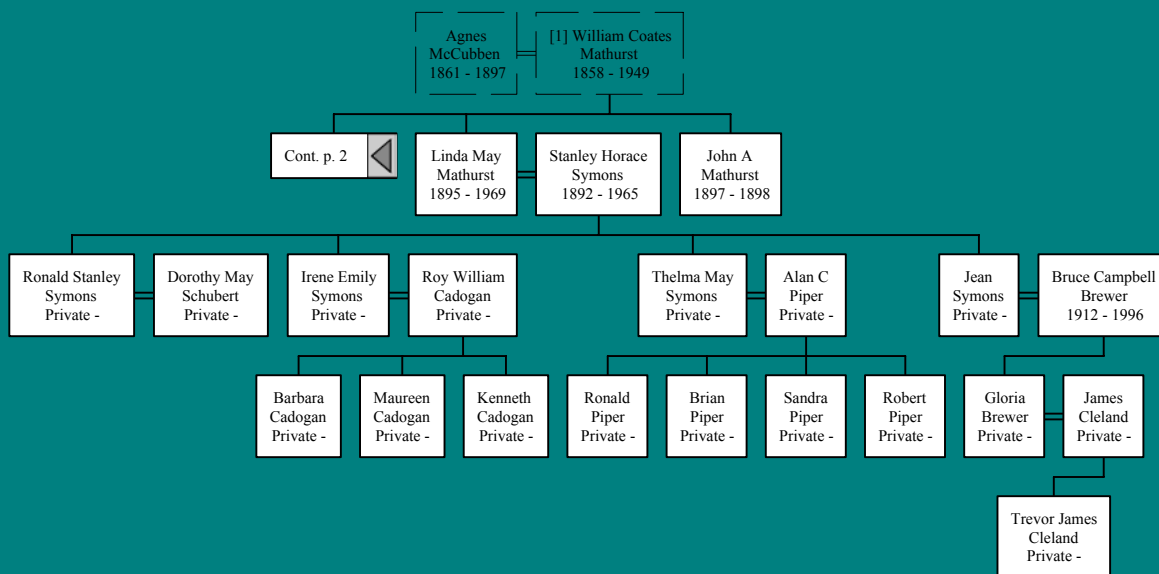 Agnes
McCubben
1861 - 1897
[1] William Coates
Mathurst
1858 - 1949
Cont. p. 2
Linda May
Mathurst
1895 - 1969
Stanley Horace
Symons
1892 - 1965
John A
Mathurst
1897 - 1898
Ronald Stanley
Symons
Private -
Dorothy May
Schubert
Private -
Irene Emily
Symons
Private -
Roy William
Cadogan
Private -
Thelma May
Symons
Private -
Alan C
Piper
Private -
Jean
Symons
Private -
Bruce Campbell
Brewer
1912 - 1996
Barbara
Cadogan
Private -
Maureen
Cadogan
Private -
Kenneth
Cadogan
Private -
Ronald
Piper
Private -
Brian
Piper
Private -
Sandra
Piper
Private -
Robert
Piper
Private -
Gloria
Brewer
Private -
James
Cleland
Private -
Trevor James
Cleland
Private -